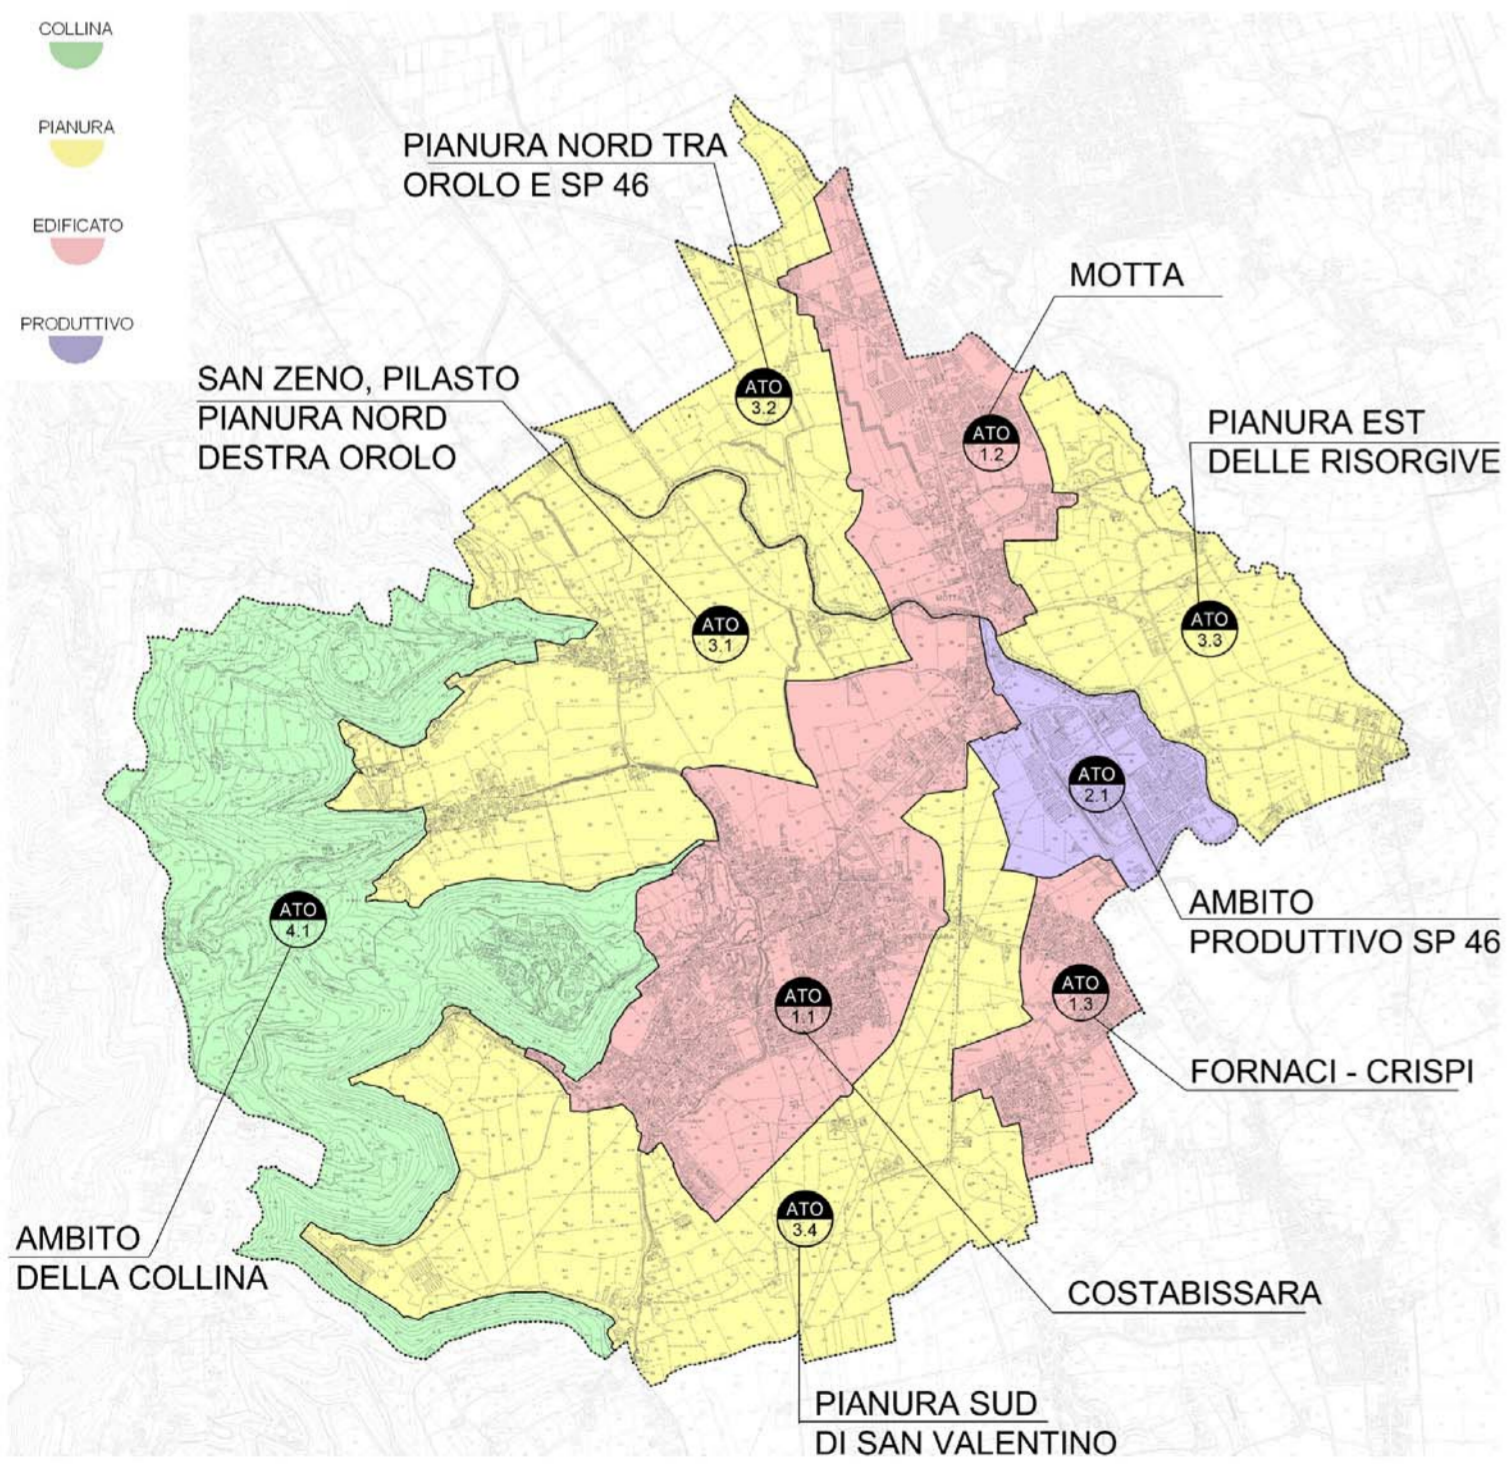 COLLINA
PIANURA
EDIFICATO
PRODUTTIVO
PIANURA NORD TRA
OROLO E SP 46
MOTTA
SAN ZENO, PILASTO
PIANURA NORD
DESTRA OROLO
PIANURA EST
DELLE RISORGIVE
ATO
3.2
ATO
1.2
ATO
3.1
ATO
3.3
ATO
2.1
AMBITO
PRODUTTIVO SP 46
ATO
4.1
ATO
1.1
ATO
1.3
FORNACI - CRISPI
ATO
3.4
AMBITO
DELLA COLLINA
COSTABISSARA
PIANURA SUD
DI SAN VALENTINO